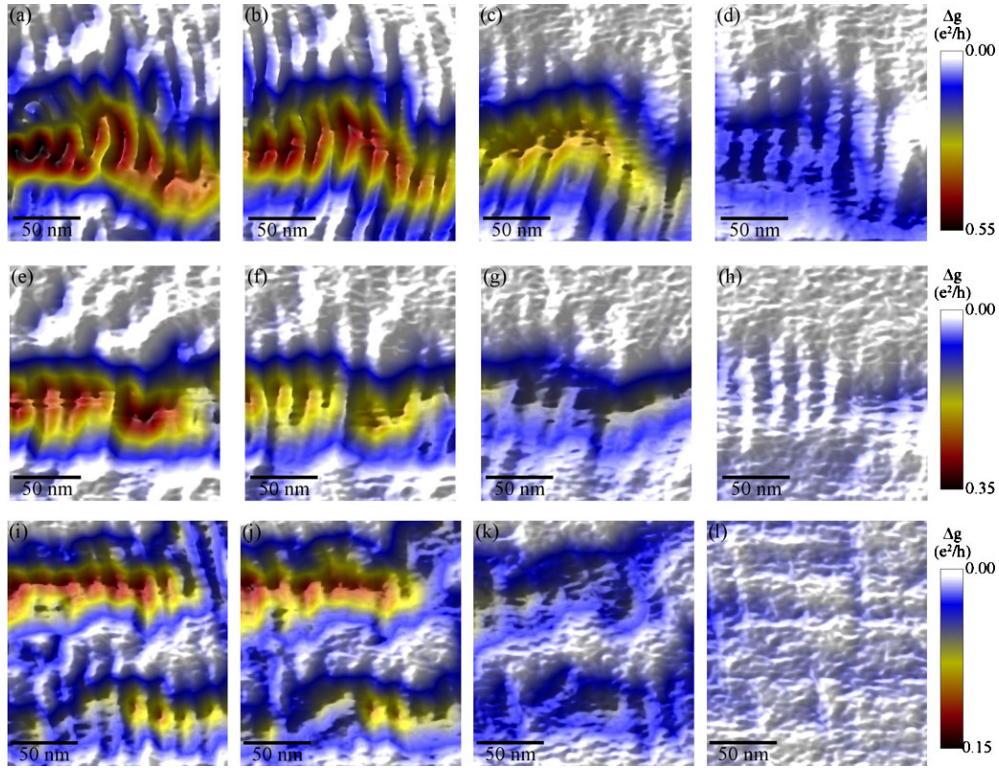 (a) (b) (c) (d) Δg
(e²/h)
0.00
50 nm 50 nm 50 nm 50 nm
0.55
(e) (f) (g) (h) Δg
(e²/h)
0.00
50 nm 50 nm 50 nm 50 nm
0.35
(i) (j) (k) (l) Δg
(e²/h)
0.00
50 nm 50 nm 50 nm 50 nm
0.15